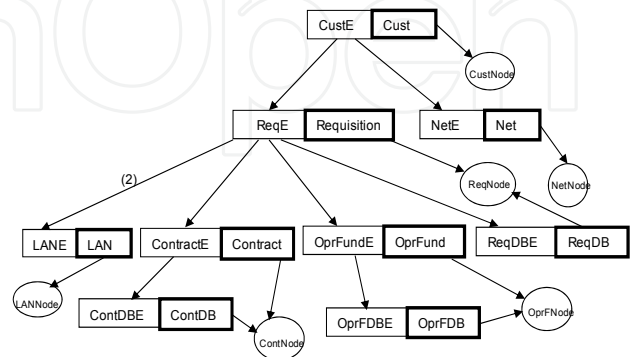 nOpen
CustE Cust
CustNode
ReqE Requisition
NetE Net
(2)
ReqNode
NetNode
LANE LAN
ContractE Contract
OprFundE OprFund
ReqDBE ReqDB
LANNode
ContDBE ContDB
ContNode
OprFDBE OprFDB
OprFNode